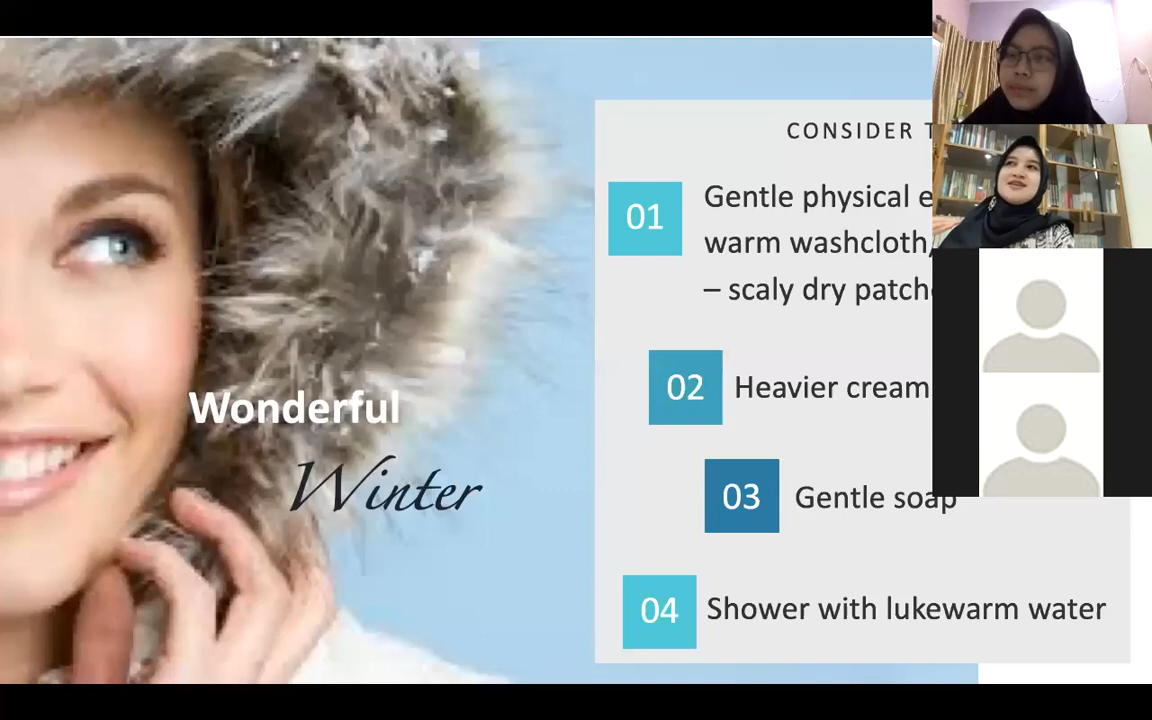 Wonderful
Winter
CONSIDER
01
Gentle physical
warm washcloth,
– scaly dry
02
Heavier cream
03
Gentle soap
04
Shower with lukewarm water